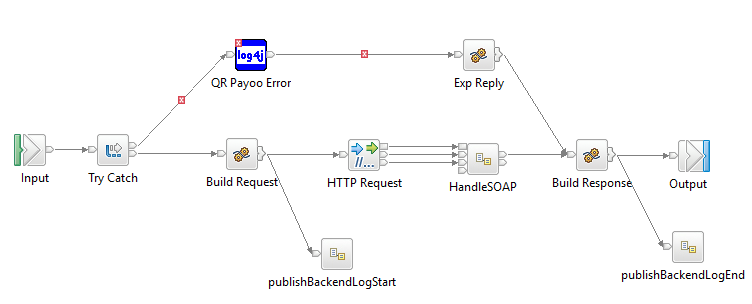 log4j
QR Payoo Error
Exp Reply
Input
Try Catch
Build Request
//...
HTTP Request
HandleSOAP
Build Response
Output
publishBackendLogStart
publishBackendLogEnd